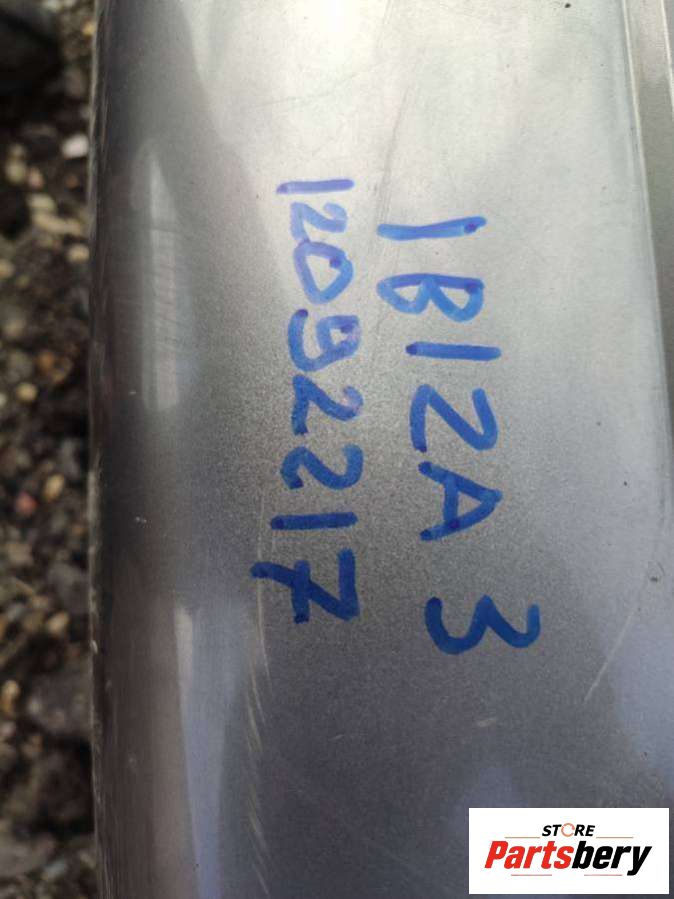 IBIZA 3
12092217
STORE
Partsbery